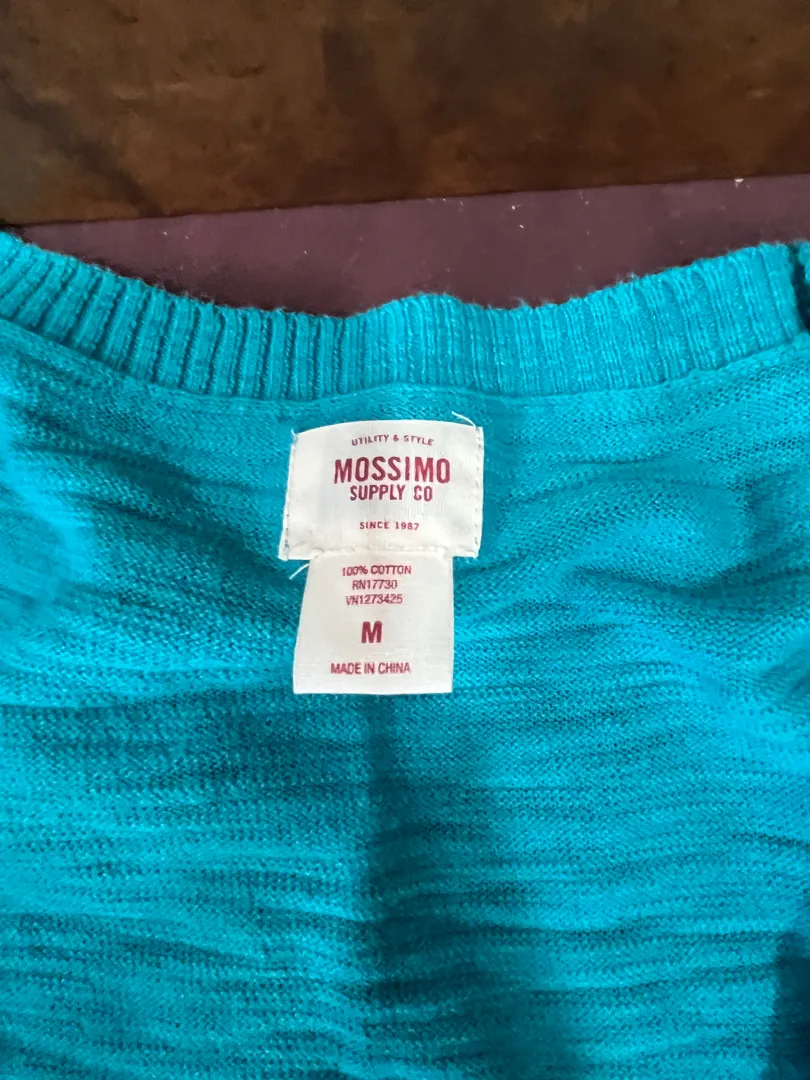 UTILITY & STYLE
MOSSIMO
SUPPLY CO
SINCE 1987
100% COTTON
RN17730
VN1273425
M
MADE IN CHINA